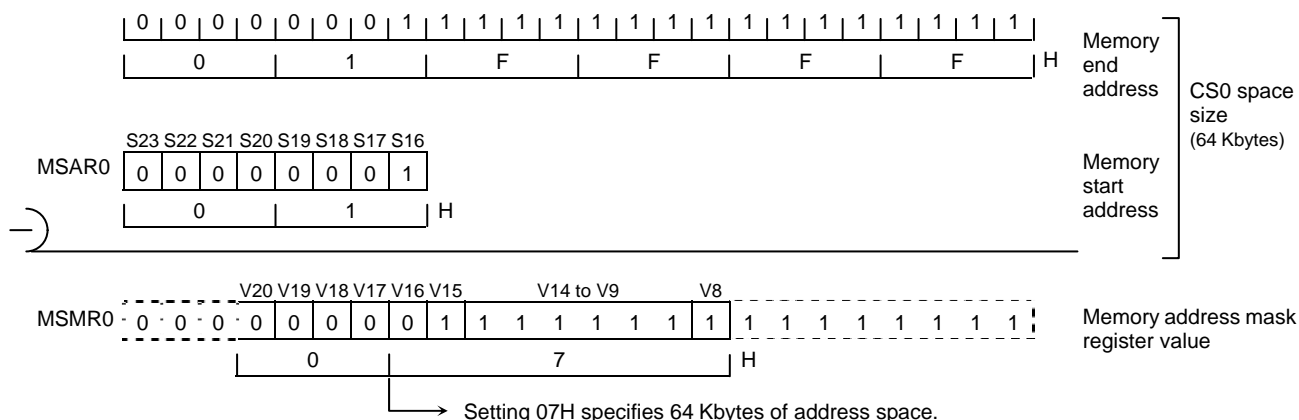 0 0 0 0 0 0 0 1 1 1 1 1 1 1 1 1 1 1 1 1 1 1 1 1
0 1 F F F F H
Memory
end
address
CS0 space
size
(64 Kbytes)
S23 S22 S21 S20 S19 S18 S17 S16
MSAR0 0 0 0 0 0 0 0 1
0 1 H
Memory
start
address
V20 V19 V18 V17 V16 V15 V14 to V9 V8
MSMR0 0 0 0 0 0 0 0 0 1 1 1 1 1 1 1 1 1 1 1 1 1 1 1 1
0 7 H
Memory address mask
register value
Setting 07H specifies 64 Kbytes of address space.